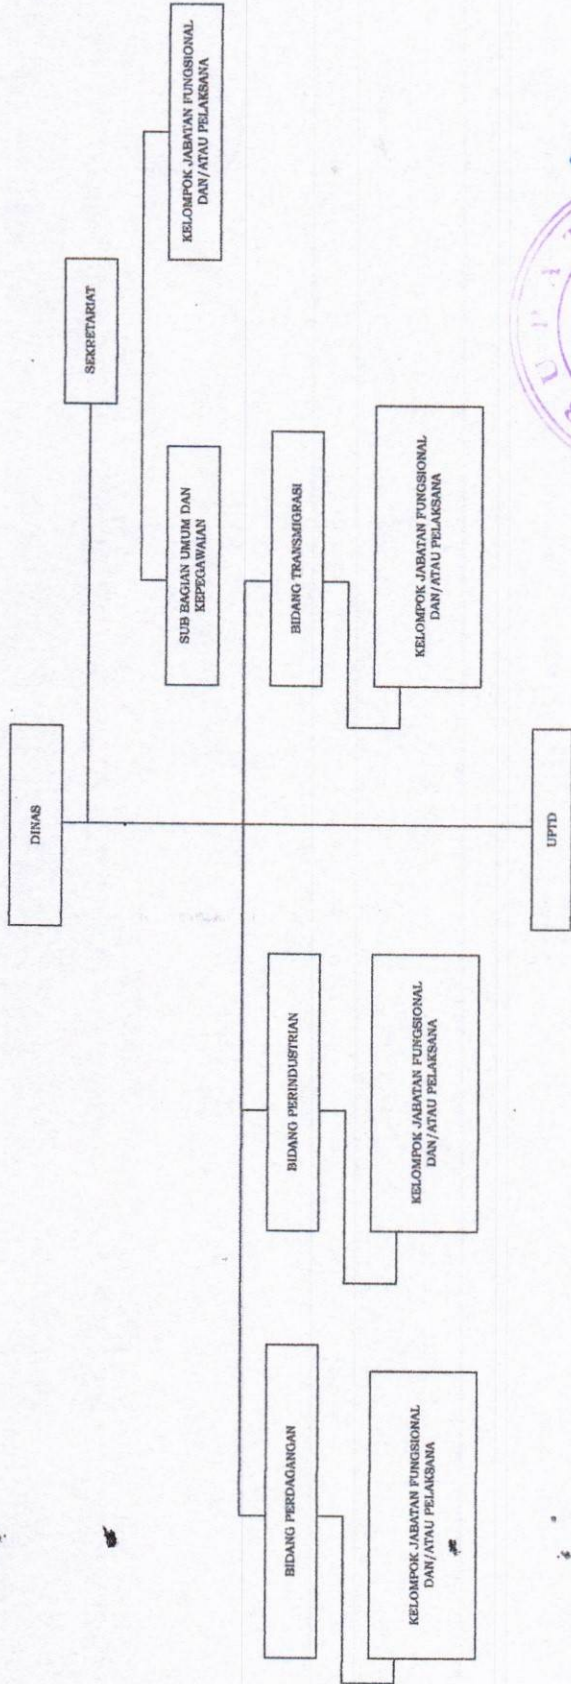 DINAS
SEKRETARIAT
SUB BAGIAN UMUM DAN
KEPEGAWAIAN
KELOMPOK JABATAN FUNGSIONAL
DAN/ATAU PELAKSANA
BIDANG PERDAGANGAN
BIDANG PERINDUSTRIAN
BIDANG TRANSMIGRASI
KELOMPOK JABATAN FUNGSIONAL
DAN/ATAU PELAKSANA
KELOMPOK JABATAN FUNGSIONAL
DAN/ATAU PELAKSANA
KELOMPOK JABATAN FUNGSIONAL
DAN/ATAU PELAKSANA
UPTD